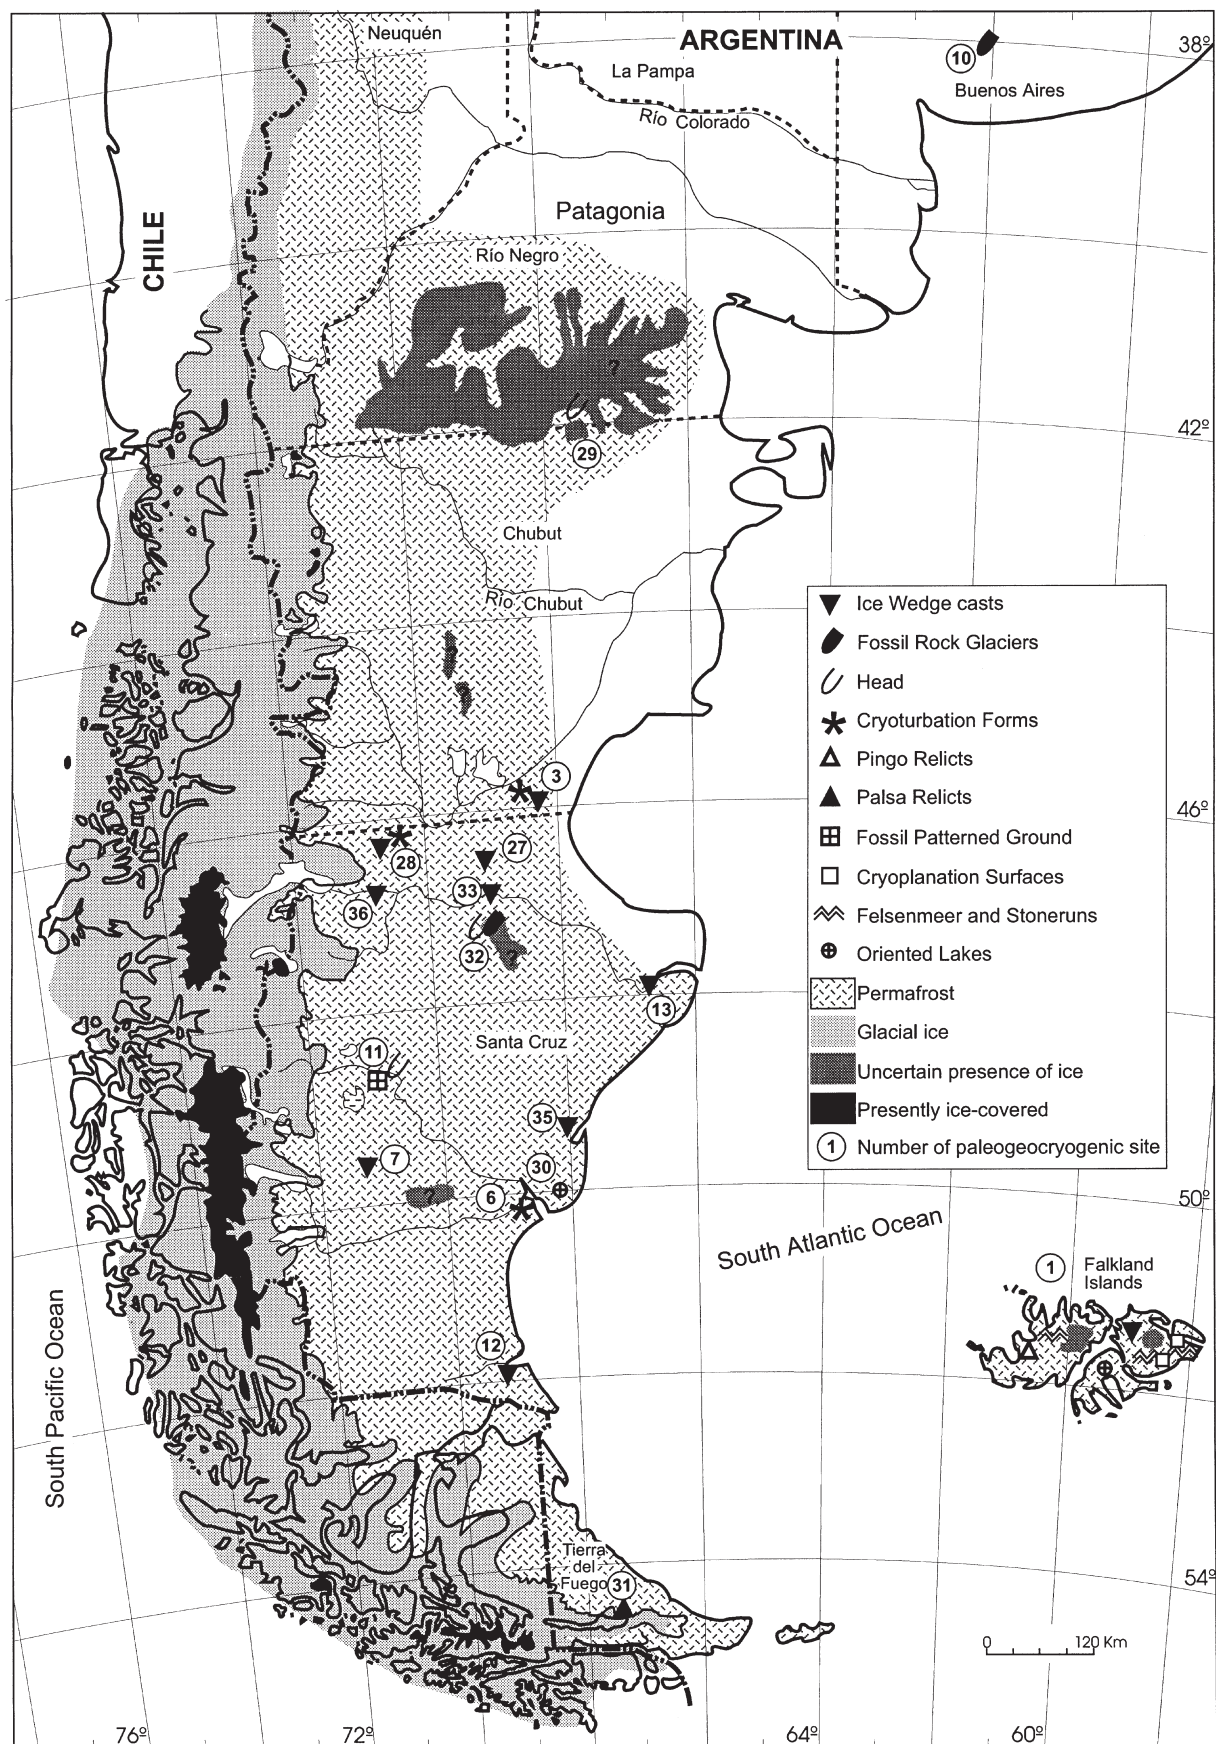 Neuquén
ARGENTINA
38º
10
La Pampa
Buenos Aires
Río Colorado
Patagonia
CHILE
Río Negro
?
42º
29
Chubut
Río Chubut
?
?
3
46º
28
27
33
36
32
?
13
Santa Cruz
11
35
7
30
6
?
50º
South Atlantic Ocean
1
Falkland
Islands
12
South Pacific Ocean
Tierra
del
Fuego
31
54º
0
120 Km
76º
72º
64º
60º
Ice Wedge casts
Fossil Rock Glaciers
Head
Cryoturbation Forms
Pingo Relicts
Palsa Relicts
Fossil Patterned Ground
Cryoplanation Surfaces
Felsenmeer and Stoneruns
Oriented Lakes
Permafrost
Glacial ice
Uncertain presence of ice
Presently ice-covered
1 Number of paleogeocryogenic site